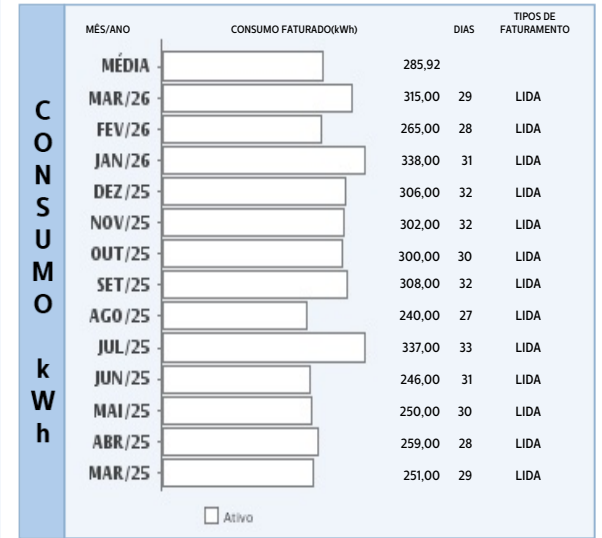 MÊS/ANO CONSUMO FATURADO(kWh) DIAS TIPOS DE FATURAMENTO
CONSUMO kWh
MÉDIA 285,92
MAR/26 315,00 29 LIDA
FEV/26 265,00 28 LIDA
JAN/26 338,00 31 LIDA
DEZ/25 306,00 32 LIDA
NOV/25 302,00 32 LIDA
OUT/25 300,00 30 LIDA
SET/25 308,00 32 LIDA
AGO/25 240,00 27 LIDA
JUL/25 337,00 33 LIDA
JUN/25 246,00 31 LIDA
MAI/25 250,00 30 LIDA
ABR/25 259,00 28 LIDA
MAR/25 251,00 29 LIDA
Ativo